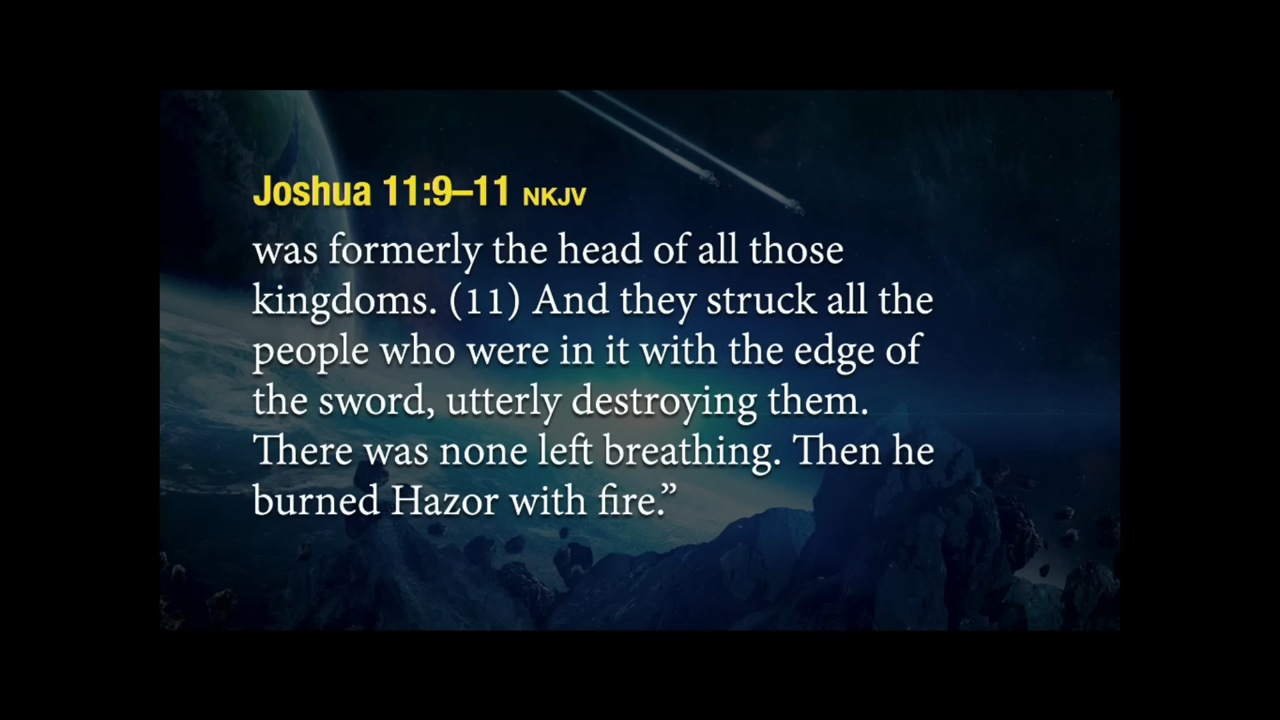 Joshua 11:9–11 NKJV
was formerly the head of all those
kingdoms. (11) And they struck all the
people who were in it with the edge of
the sword, utterly destroying them.
There was none left breathing. Then he
burned Hazor with fire.”